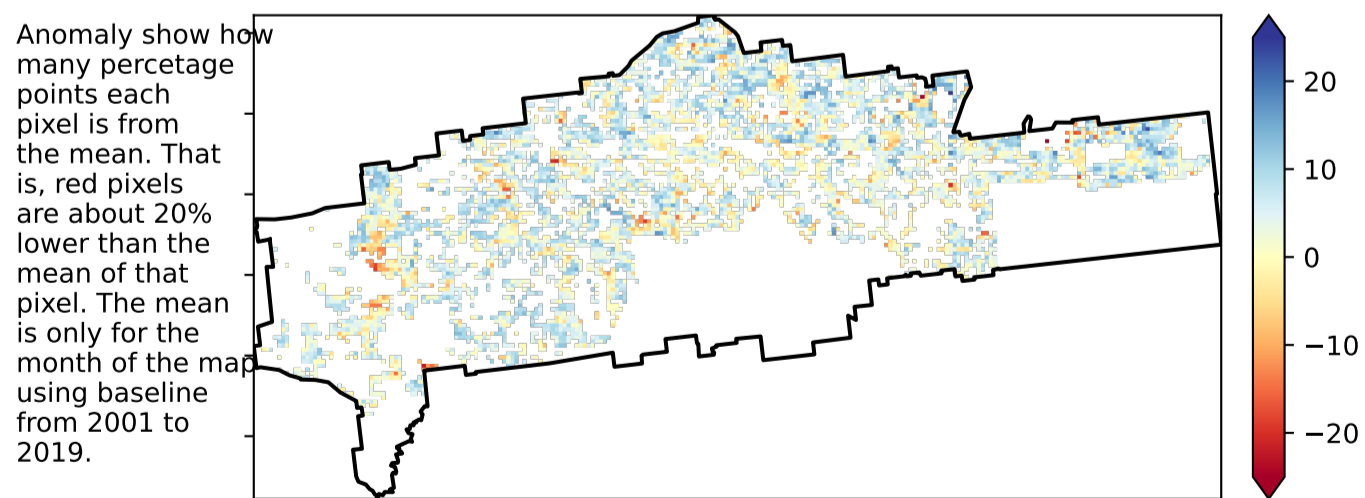 Anomaly show how
many percetage
points each
pixel is from
the mean. That
is, red pixels
are about 20%
lower than the
mean of that
pixel. The mean
is only for the
month of the map
using baseline
from 2001 to
2019.
20
10
0
−10
−20